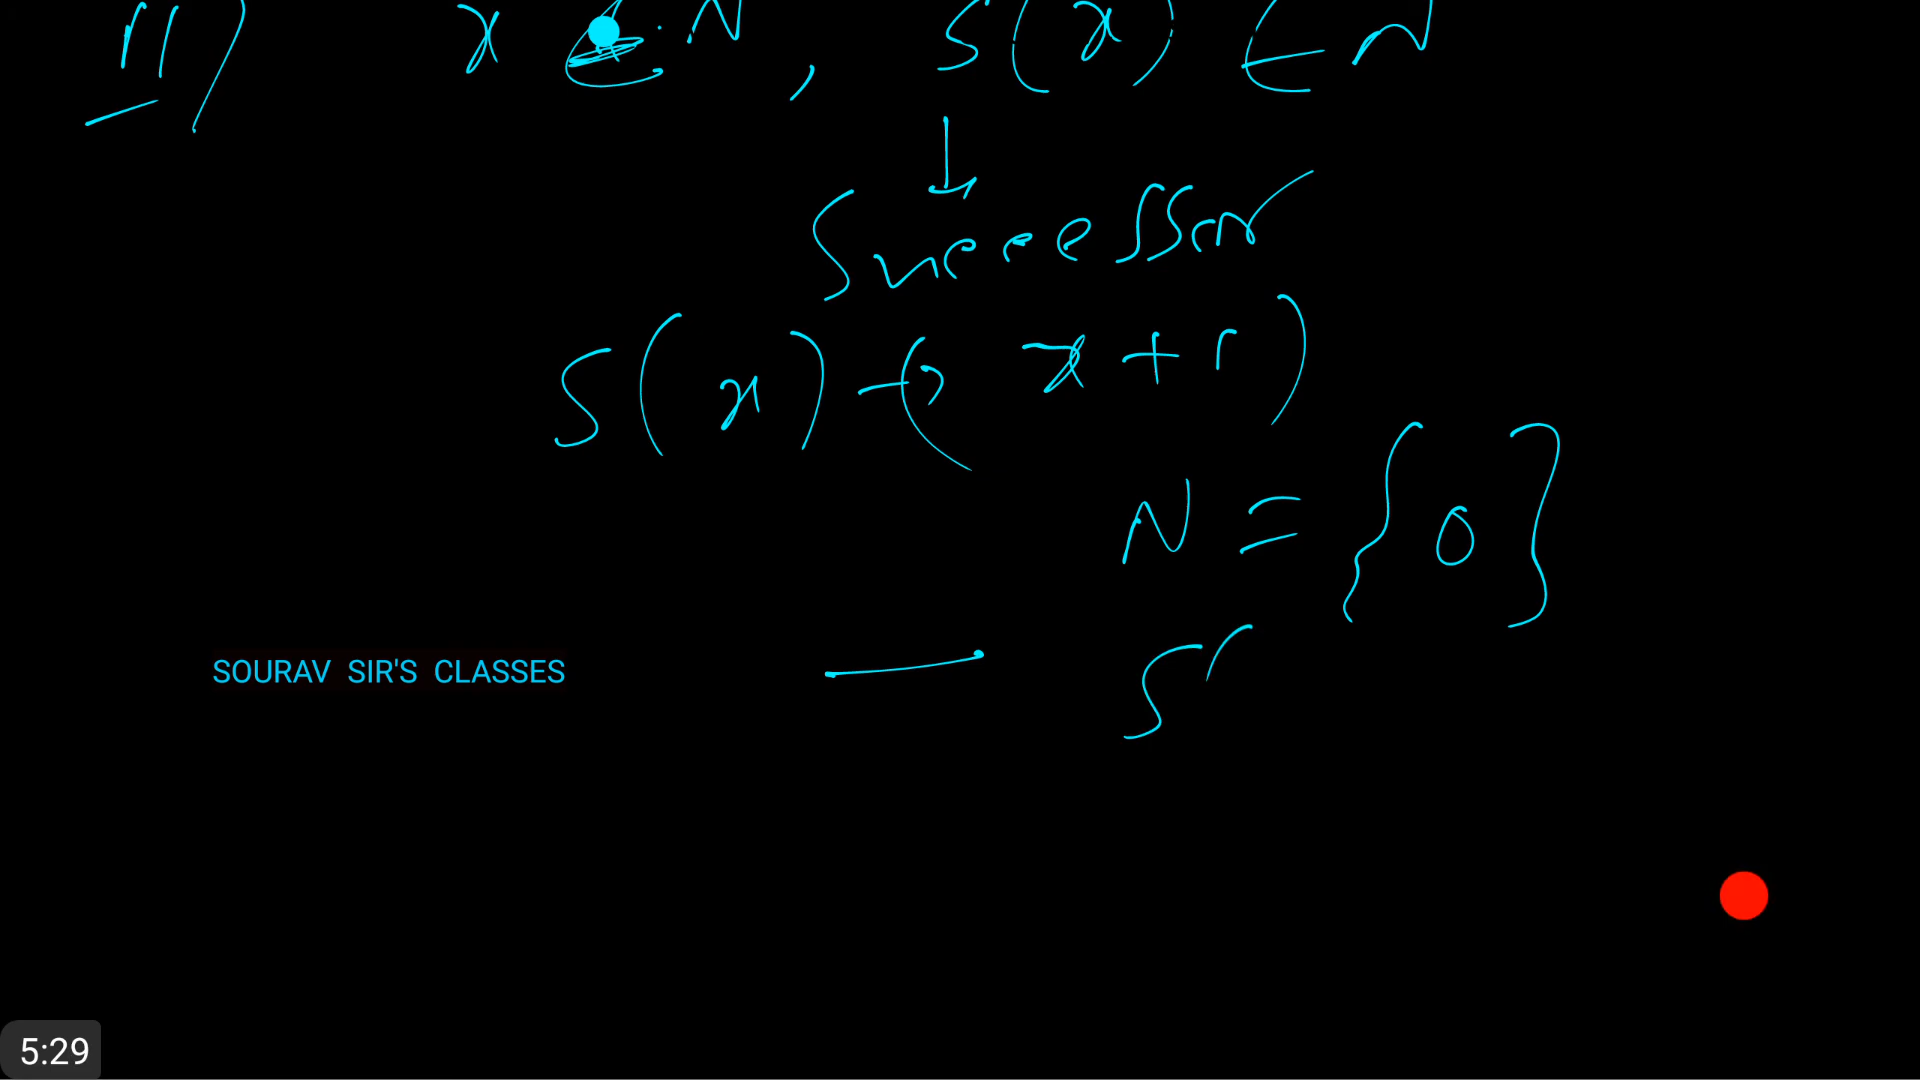 II) x ∈ N, S(x) ∈ N
↓
Successor
S(x) → (x + 1)
N = {0}
SOURAV SIR'S CLASSES — S(
5:29